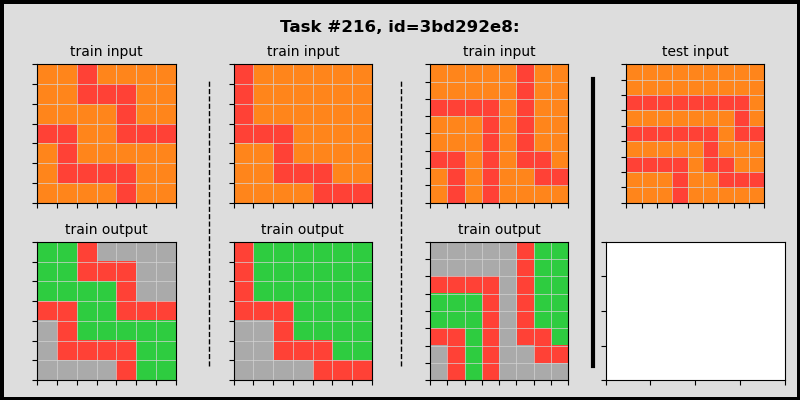 Task #216, id=3bd292e8:
train input
train input
train input
test input
train output
train output
train output